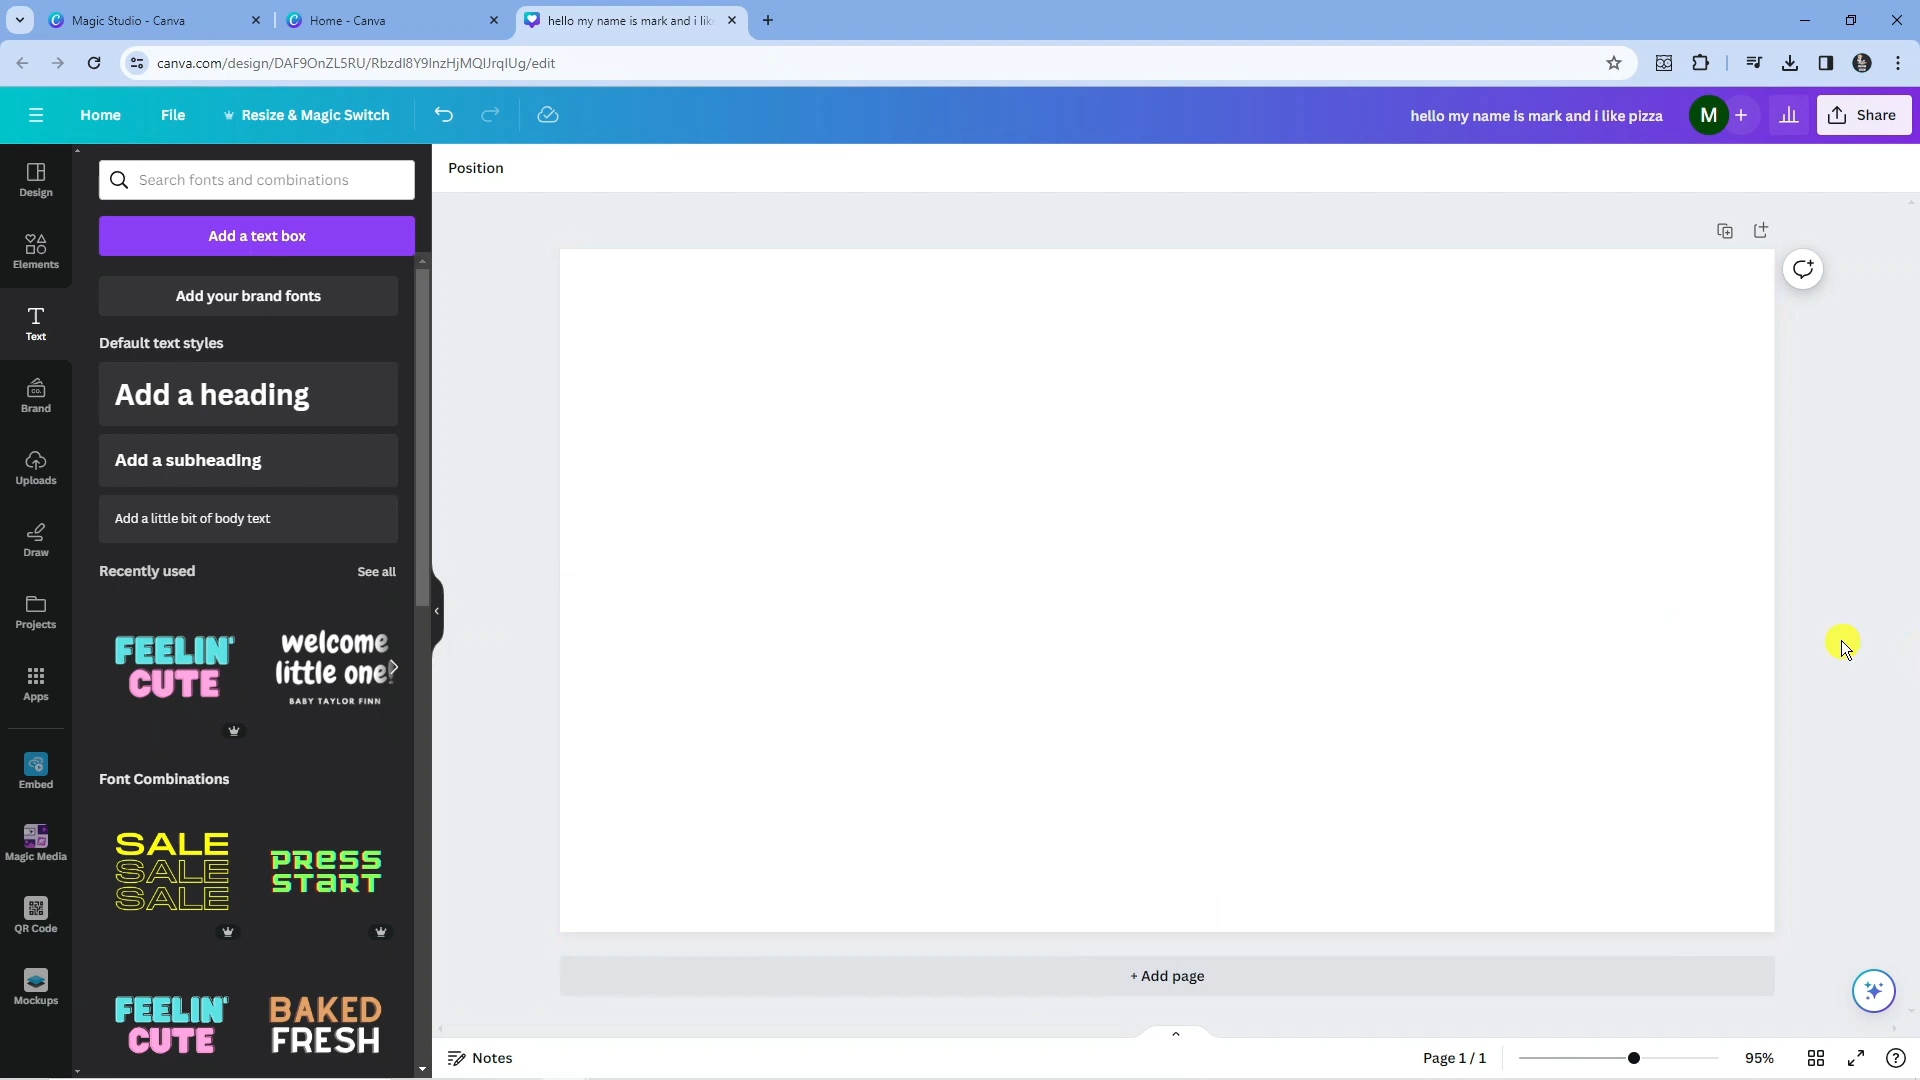 Magic Studio - Canva
Home - Canva
hello my name is mark and i lik
canva.com/design/DAF9OnZL5RU/RbzdI8Y9InzHjMQIJrqIUg/edit
Home
File
Resize & Magic Switch
hello my name is mark and i like pizza
M
Share
Design
Elements
Text
Brand
Uploads
Draw
Projects
Apps
Embed
Magic Media
QR Code
Mockups
Search fonts and combinations
Add a text box
Add your brand fonts
Default text styles
Add a heading
Add a subheading
Add a little bit of body text
Recently used
See all
FEELIN'
CUTE
welcome
little one!
BABY TAYLOR FINN
Font Combinations
SALE
SALE
SALE
PRESS
START
FEELIN'
CUTE
BAKED
FRESH
Position
+ Add page
Notes
Page 1 / 1
95%